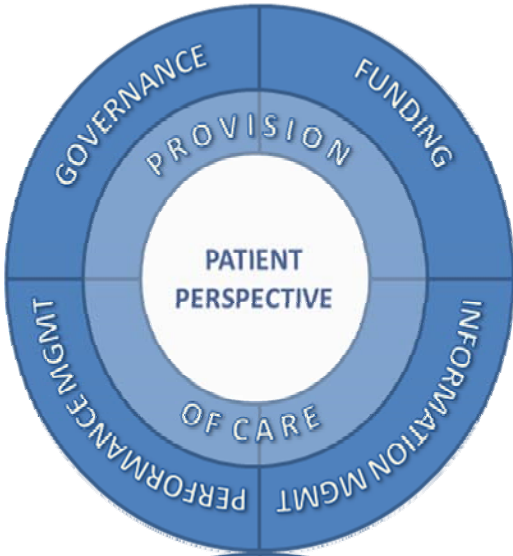 GOVERNANCE
FUNDING
PROVISION
PATIENT
PERSPECTIVE
OF CARE
PERFORMANCE MGMT
INFORMATION MGMT